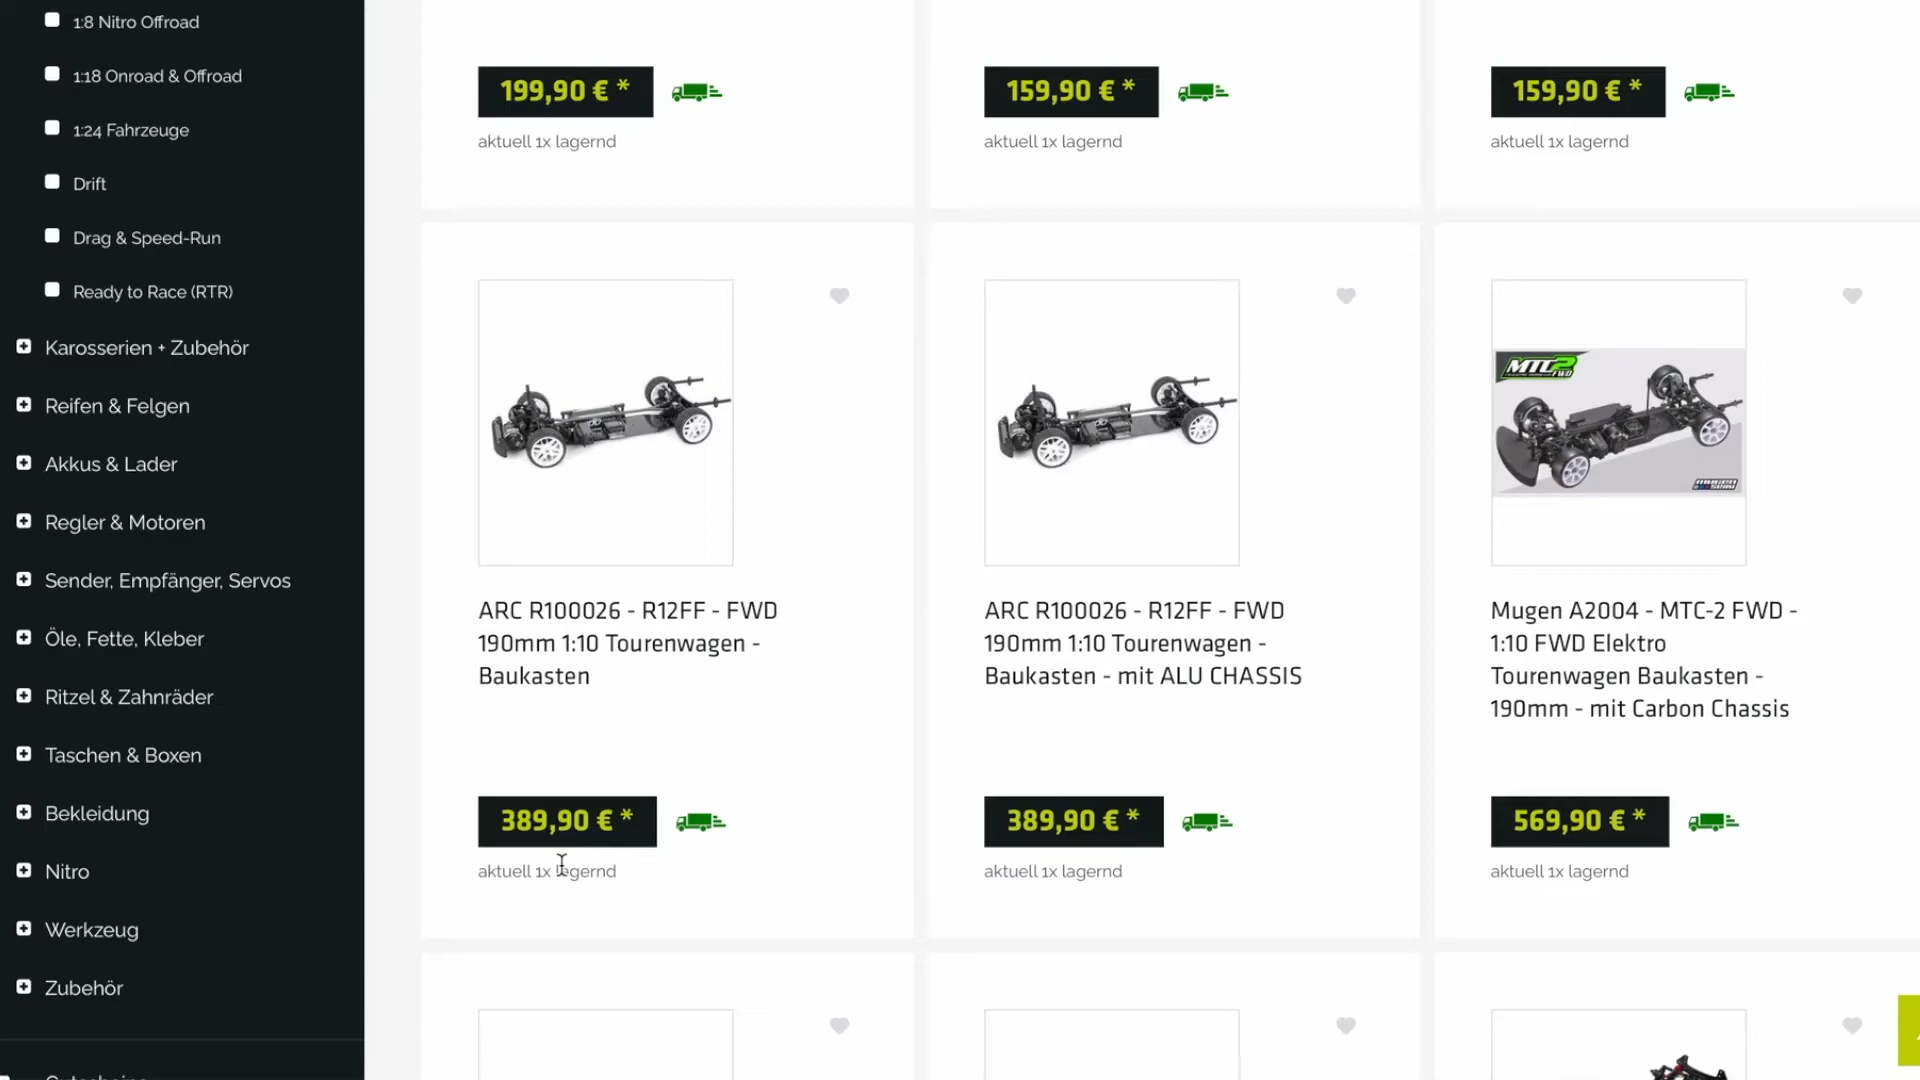 1:8 Nitro Offroad
1:18 Onroad & Offroad
1:24 Fahrzeuge
Drift
Drag & Speed-Run
Ready to Race (RTR)
Karosserien + Zubehör
Reifen & Felgen
Akkus & Lader
Regler & Motoren
Sender, Empfänger, Servos
Öle, Fette, Kleber
Ritzel & Zahnräder
Taschen & Boxen
Bekleidung
Nitro
Werkzeug
Zubehör
199,90 € *
aktuell 1x lagernd
159,90 € *
aktuell 1x lagernd
159,90 € *
aktuell 1x lagernd
ARC R100026 - R12FF - FWD
190mm 1:10 Tourenwagen -
Baukasten
389,90 € *
aktuell 1x lagernd
ARC R100026 - R12FF - FWD
190mm 1:10 Tourenwagen -
Baukasten - mit ALU CHASSIS
389,90 € *
aktuell 1x lagernd
MTC2
FWD
Mugen A2004 - MTC-2 FWD -
1:10 FWD Elektro
Tourenwagen Baukasten -
190mm - mit Carbon Chassis
569,90 € *
aktuell 1x lagernd